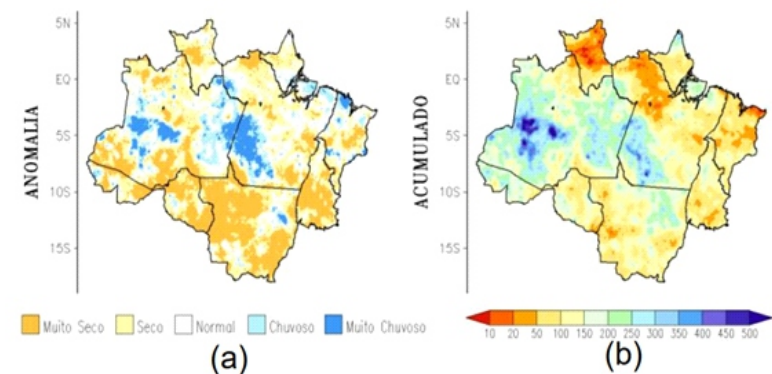 5N
EQ
5S
10S
15S
ANOMALIA
Muito Seco
Seco
Normal
Chuvoso
Muito Chuvoso
(a)
5N
EQ
5S
10S
15S
ACUMULADO
10 20 50 100 150 200 250 300 350 400 450 500
(b)